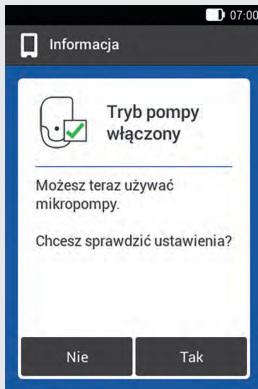 07:00
Informacja
Tryb pompy
włączony
Możesz teraz używać
mikropompy.
Chcesz sprawdzić ustawienia?
Nie
Tak